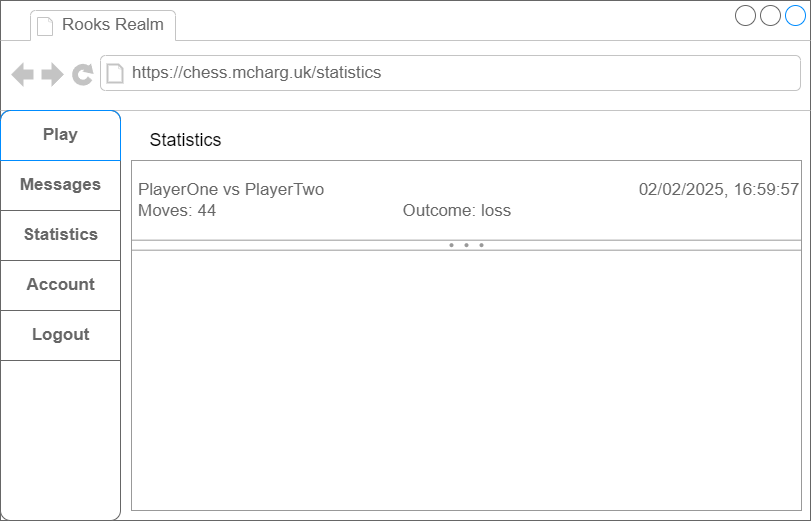 Rooks Realm
https://chess.mcharg.uk/statistics
Play
Messages
Statistics
Account
Logout
Statistics
PlayerOne vs PlayerTwo 02/02/2025, 16:59:57
Moves: 44 Outcome: loss